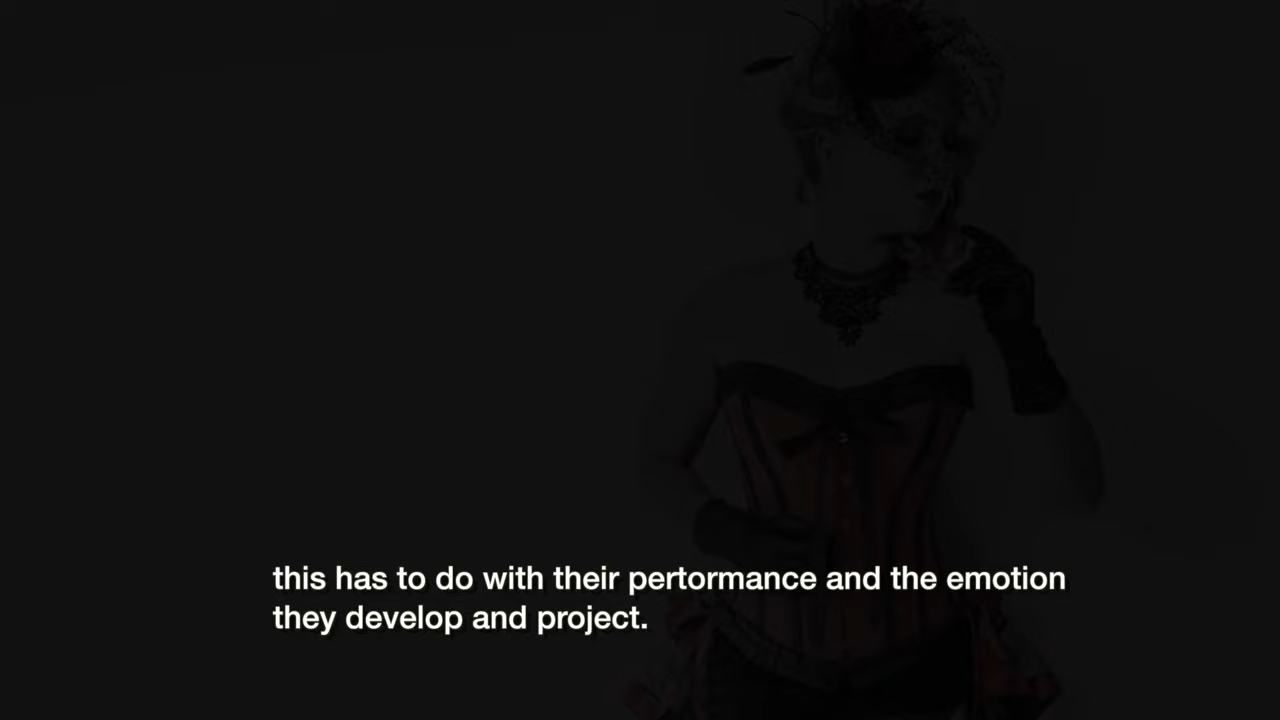 this has to do with their pertormance and the emotion
they develop and project.